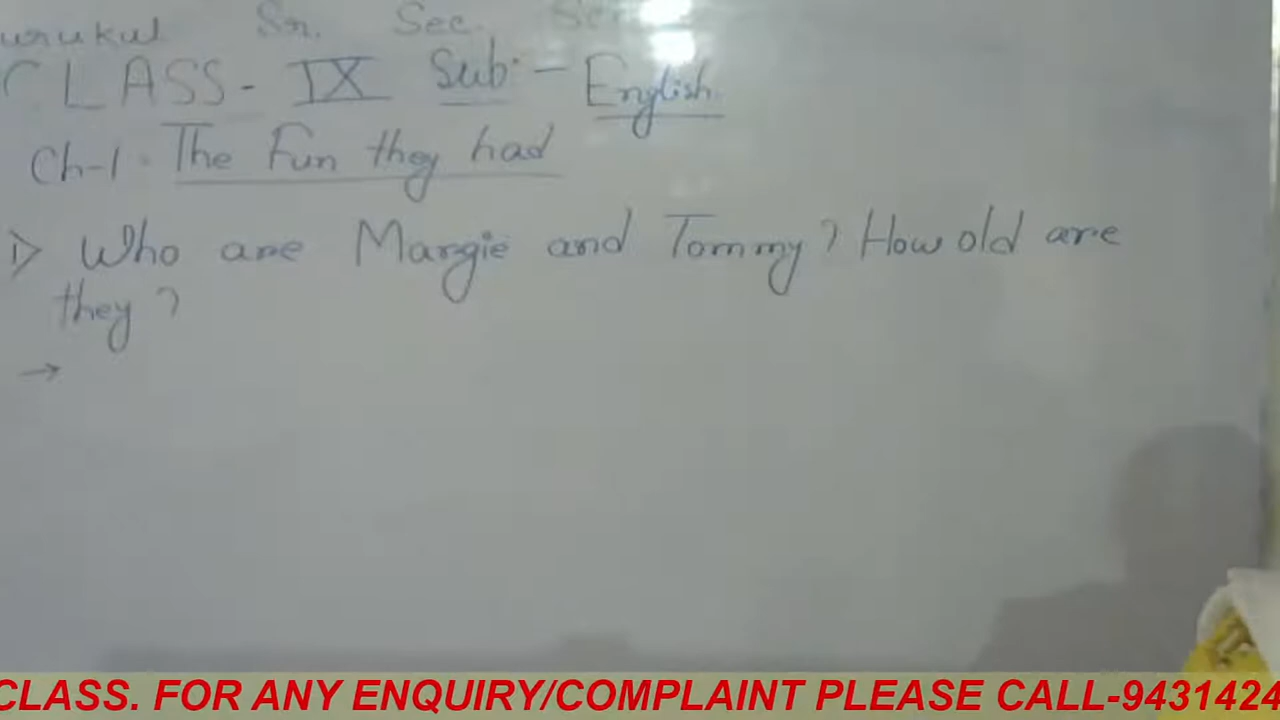 Sr. Sec.
CLASS- IX Sub:- English
Ch-1. The Fun they had
1) Who are Margie and Tommy? How old are
they?
→
CLASS. FOR ANY ENQUIRY/COMPLAINT PLEASE CALL-9431424